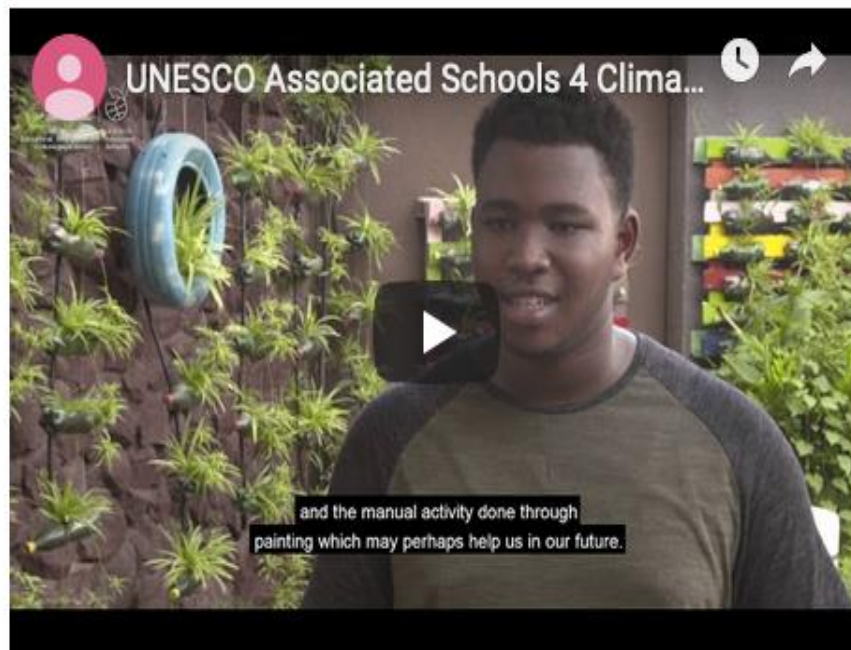 UNESCO Associated Schools 4 Clima...
and the manual activity done through
painting which may perhaps help us in our future.